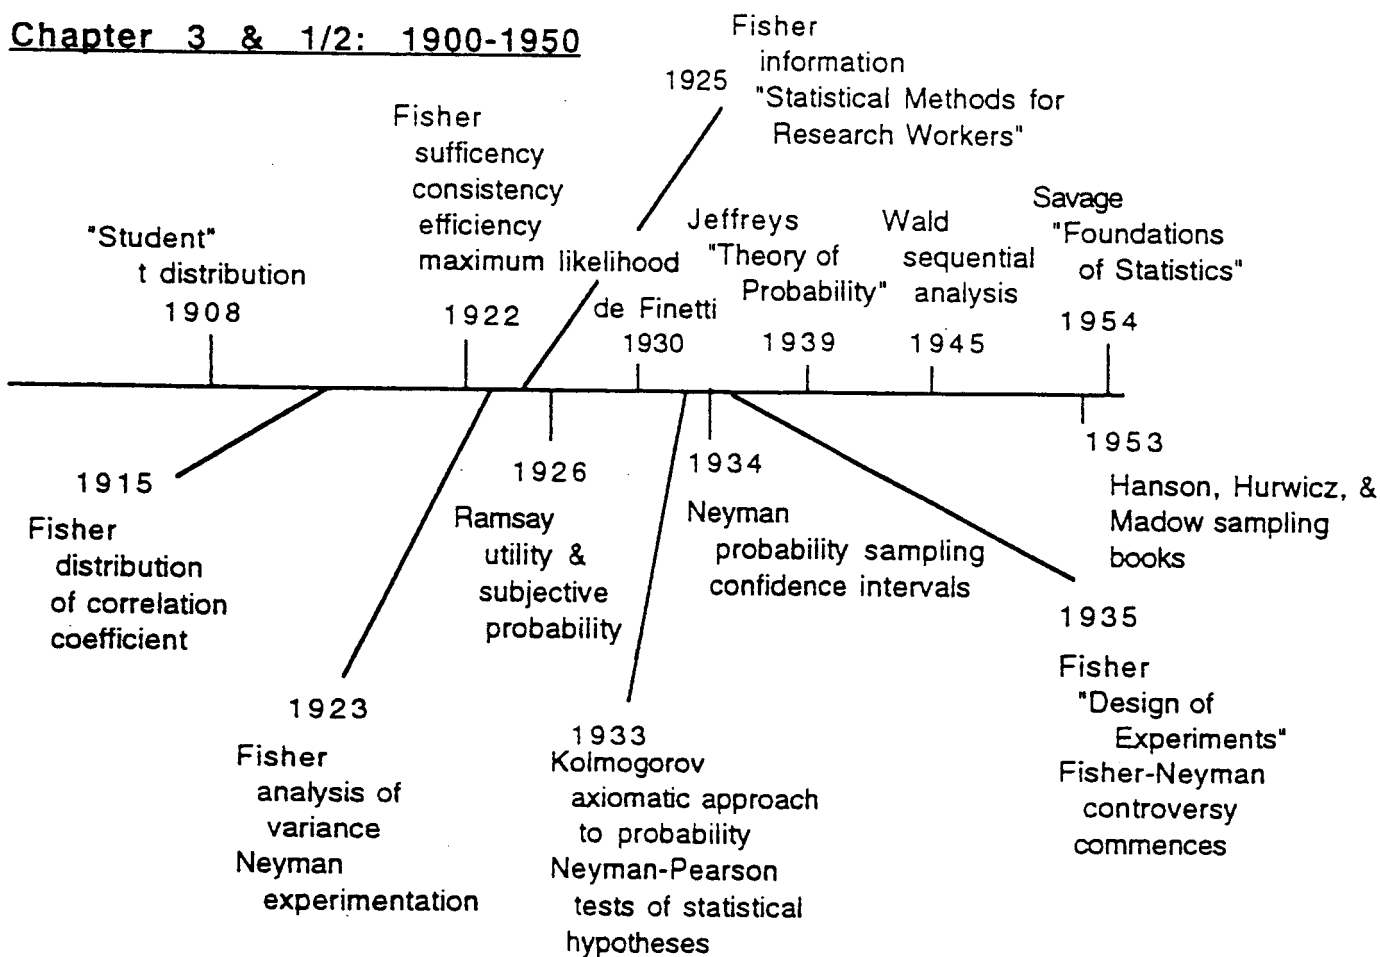 Chapter 3 & 1/2: 1900-1950
"Student"
t distribution
1908
Fisher
sufficency
consistency
efficiency
maximum likelihood
1922
1925
Fisher
information
"Statistical Methods for
Research Workers"
de Finetti
1930
Jeffreys
"Theory of
Probability"
1939
Wald
sequential
analysis
1945
Savage
"Foundations
of Statistics"
1954
1915
Fisher
distribution
of correlation
coefficient
1923
Fisher
analysis of
variance
Neyman
experimentation
1926
Ramsay
utility &
subjective
probability
1933
Kolmogorov
axiomatic approach
to probability
Neyman-Pearson
tests of statistical
hypotheses
1934
Neyman
probability sampling
confidence intervals
1935
Fisher
"Design of
Experiments"
Fisher-Neyman
controversy
commences
1953
Hanson, Hurwicz, &
Madow sampling
books